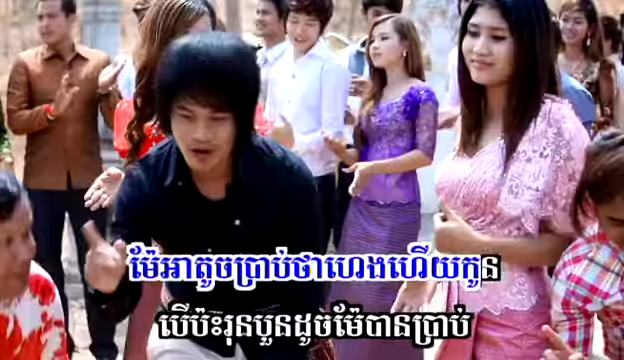 ម៉ែអាតូចប្រាប់ថាហេងហើយកូន
បើប៉ះរុនបួនដូចម៉ែបានប្រាប់